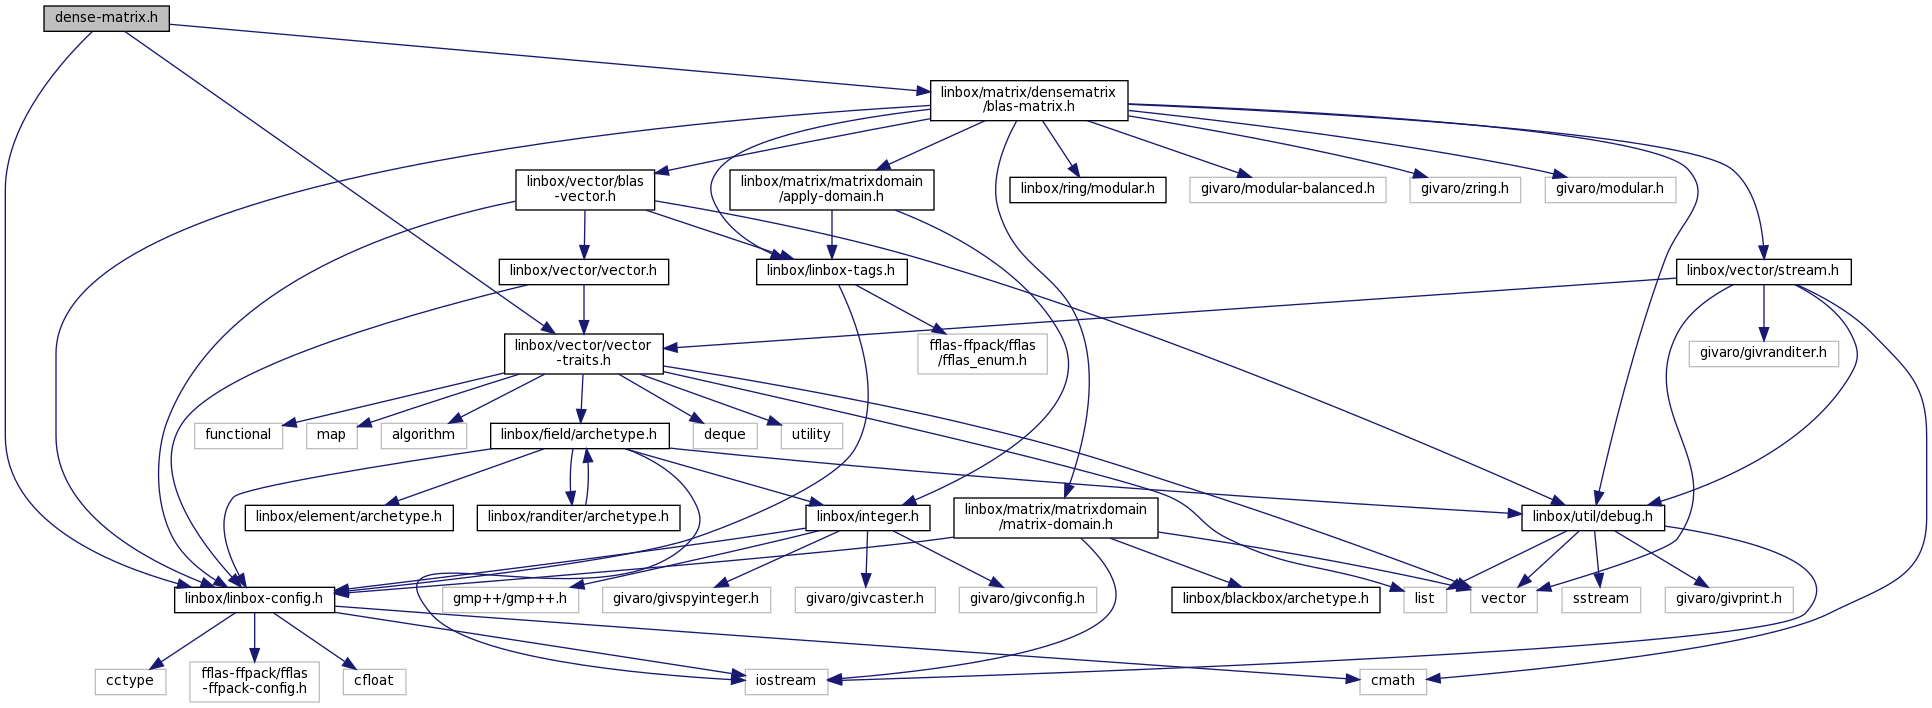 dense-matrix.h
linbox/matrix/densematrix
/blas-matrix.h
linbox/vector/blas
-vector.h
linbox/matrix/matrixdomain
/apply-domain.h
linbox/ring/modular.h
givaro/modular-balanced.h
givaro/zring.h
givaro/modular.h
linbox/vector/vector.h
linbox/linbox-tags.h
linbox/vector/stream.h
linbox/vector/vector
-traits.h
fflas-ffpack/fflas
/fflas_enum.h
givaro/givranditer.h
functional
map
algorithm
linbox/field/archetype.h
deque
utility
linbox/element/archetype.h
linbox/randiter/archetype.h
linbox/integer.h
linbox/matrix/matrixdomain
/matrix-domain.h
linbox/util/debug.h
linbox/linbox-config.h
gmp++/gmp++.h
givaro/givspyinteger.h
givaro/givcaster.h
givaro/givconfig.h
linbox/blackbox/archetype.h
list
vector
sstream
givaro/givprint.h
cctype
fflas-ffpack/fflas
-ffpack-config.h
cfloat
iostream
cmath